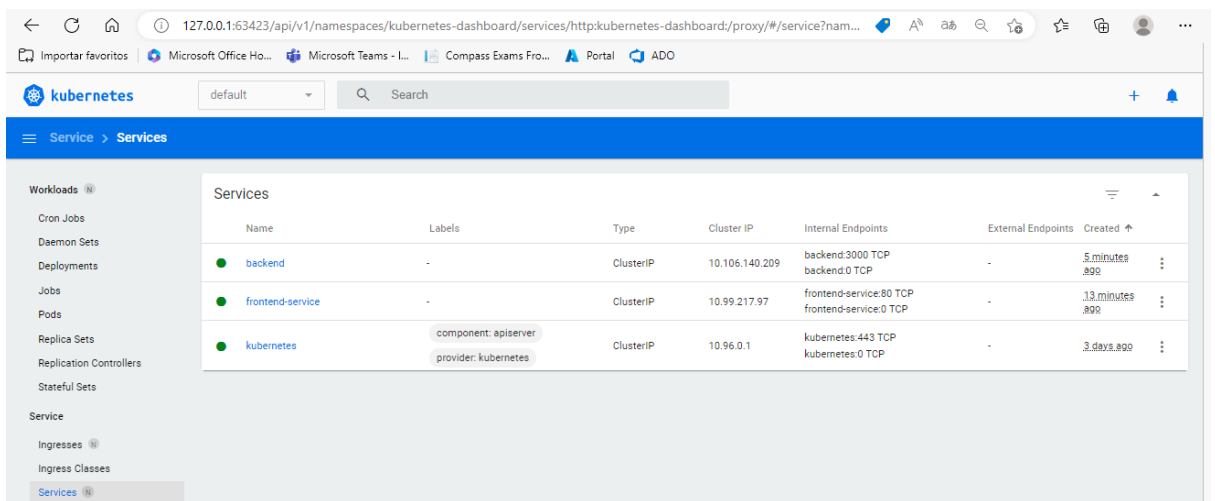 127.0.0.1:63423/api/v1/namespaces/kubernetes-dashboard/services/http:kubernetes-dashboard:/proxy/#/service?nam...
Importar favoritos Microsoft Office Ho... Microsoft Teams - I... Compass Exams Fro... Portal ADO
kubernetes default Search
Service > Services
Workloads N
Cron Jobs
Daemon Sets
Deployments
Jobs
Pods
Replica Sets
Replication Controllers
Stateful Sets
Service
Ingresses N
Ingress Classes
Services N
Services
Name Labels Type Cluster IP Internal Endpoints External Endpoints Created
backend - ClusterIP 10.106.140.209 backend:3000 TCP - 5 minutes
backend:0 TCP ago
frontend-service - ClusterIP 10.99.217.97 frontend-service:80 TCP - 13 minutes
frontend-service:0 TCP ago
kubernetes component: apiserver ClusterIP 10.96.0.1 kubernetes:443 TCP - 3 days ago
provider: kubernetes kubernetes:0 TCP